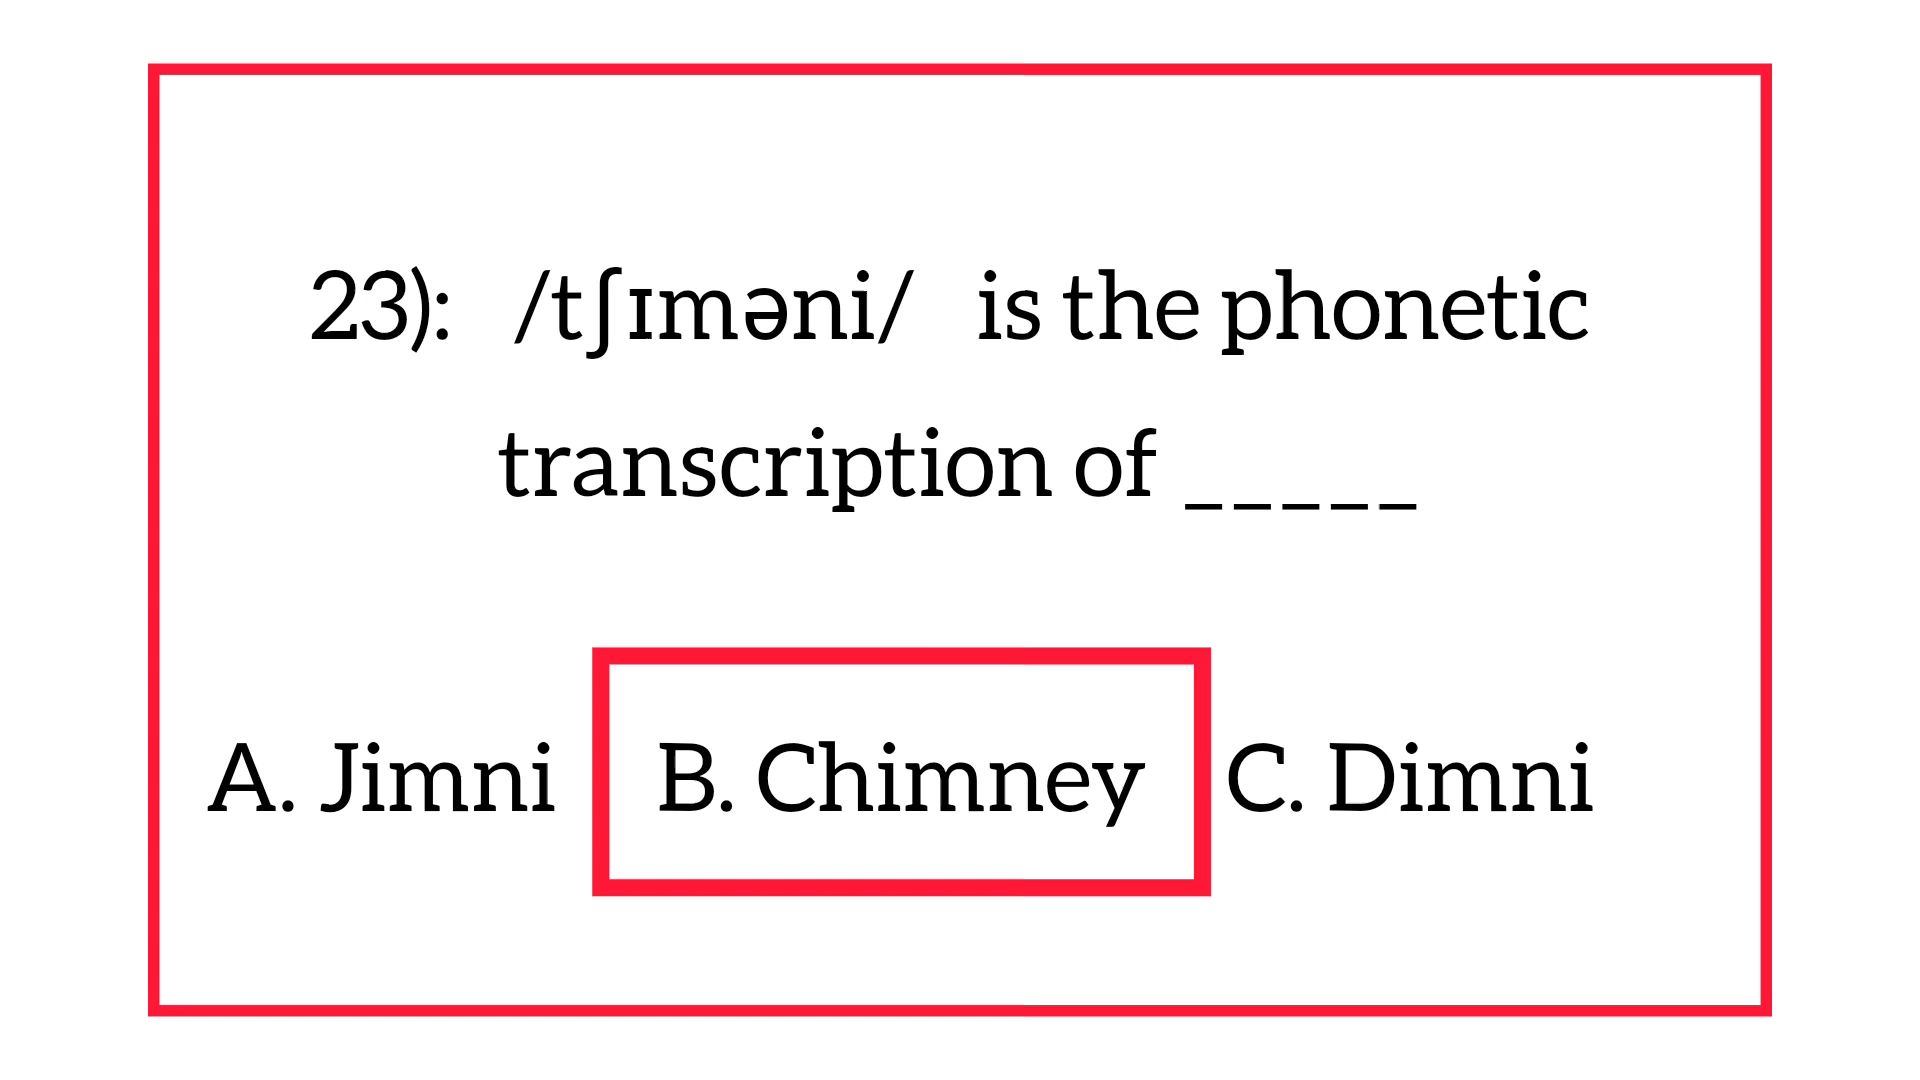 23): /tʃɪməni/ is the phonetic
transcription of _____
A. Jimni B. Chimney C. Dimni